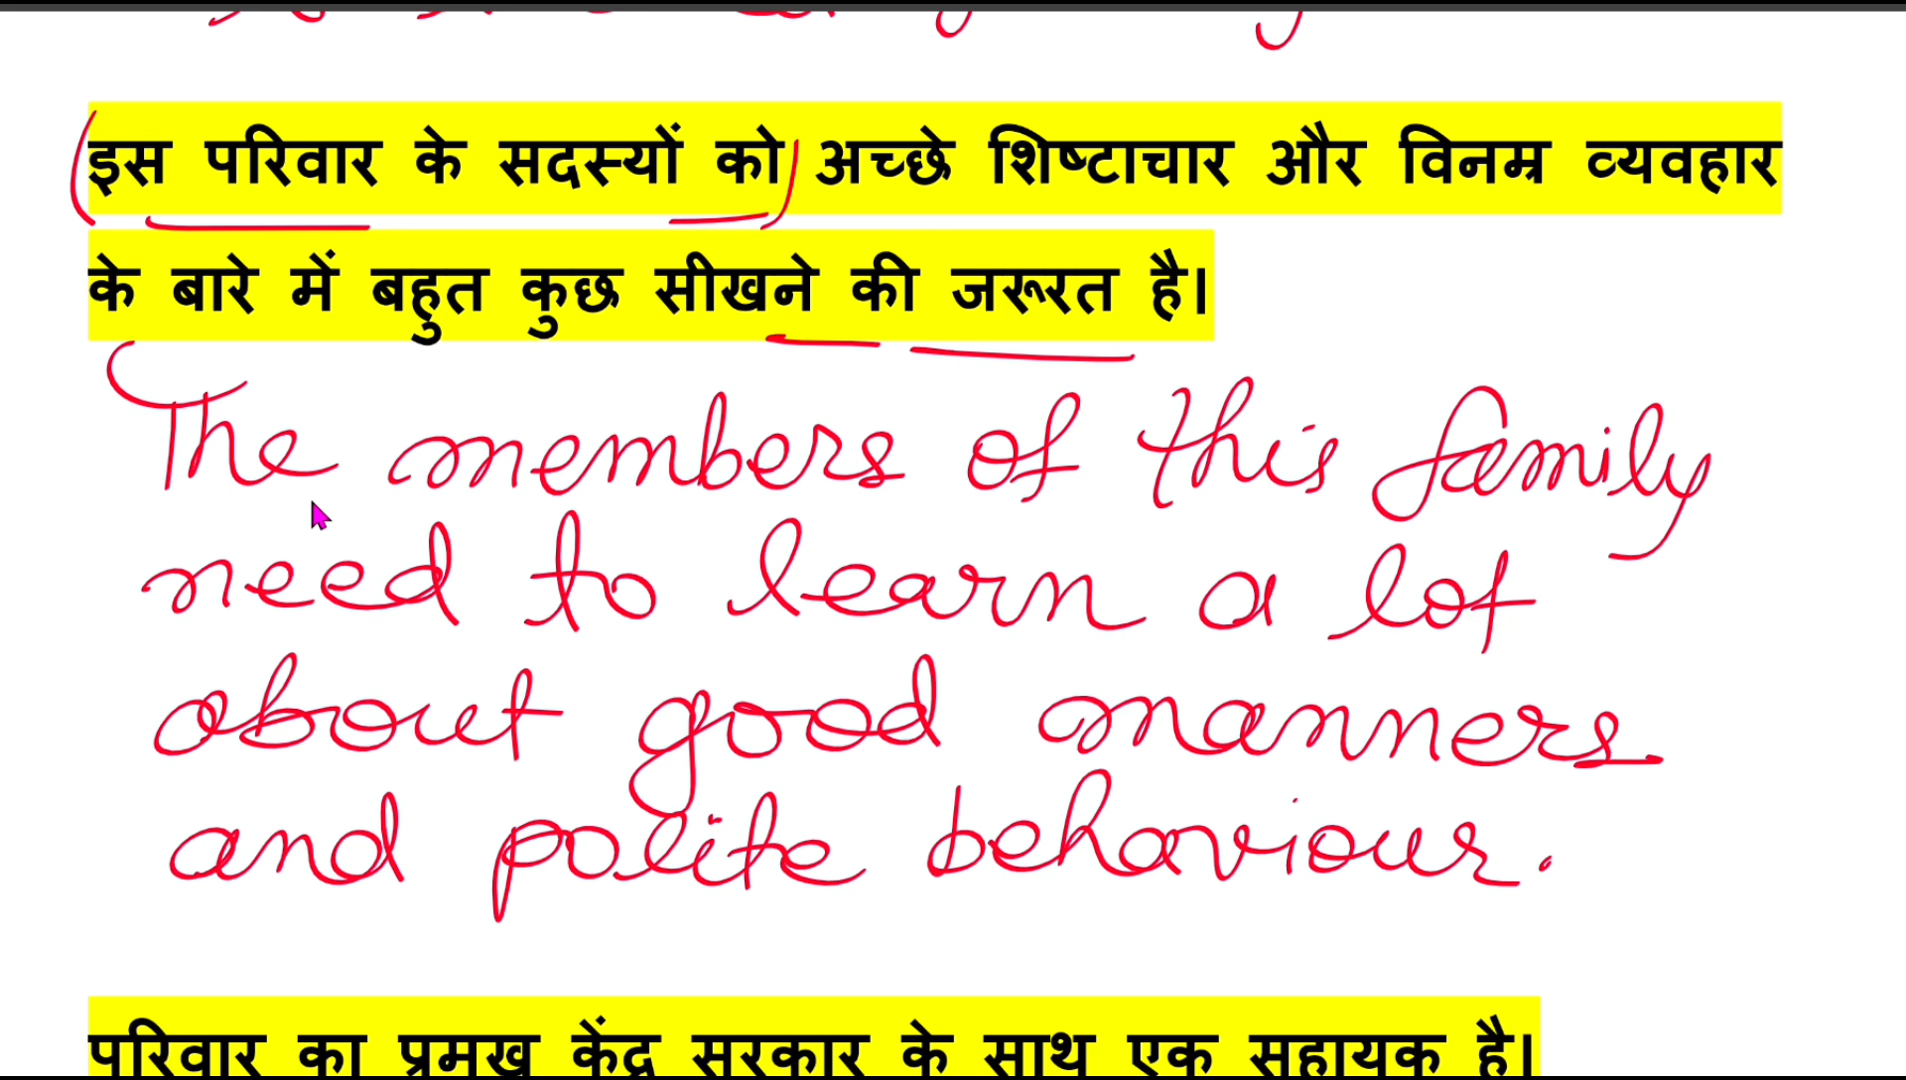 इस परिवार के सदस्यों को अच्छे शिष्टाचार और विनम्र व्यवहार
के बारे में बहुत कुछ सीखने की जरूरत है।
The members of this family
need to learn a lot
about good manners
and polite behaviour.
परिवार का प्रमुख केंद्र सरकार के साथ एक सहायक है।